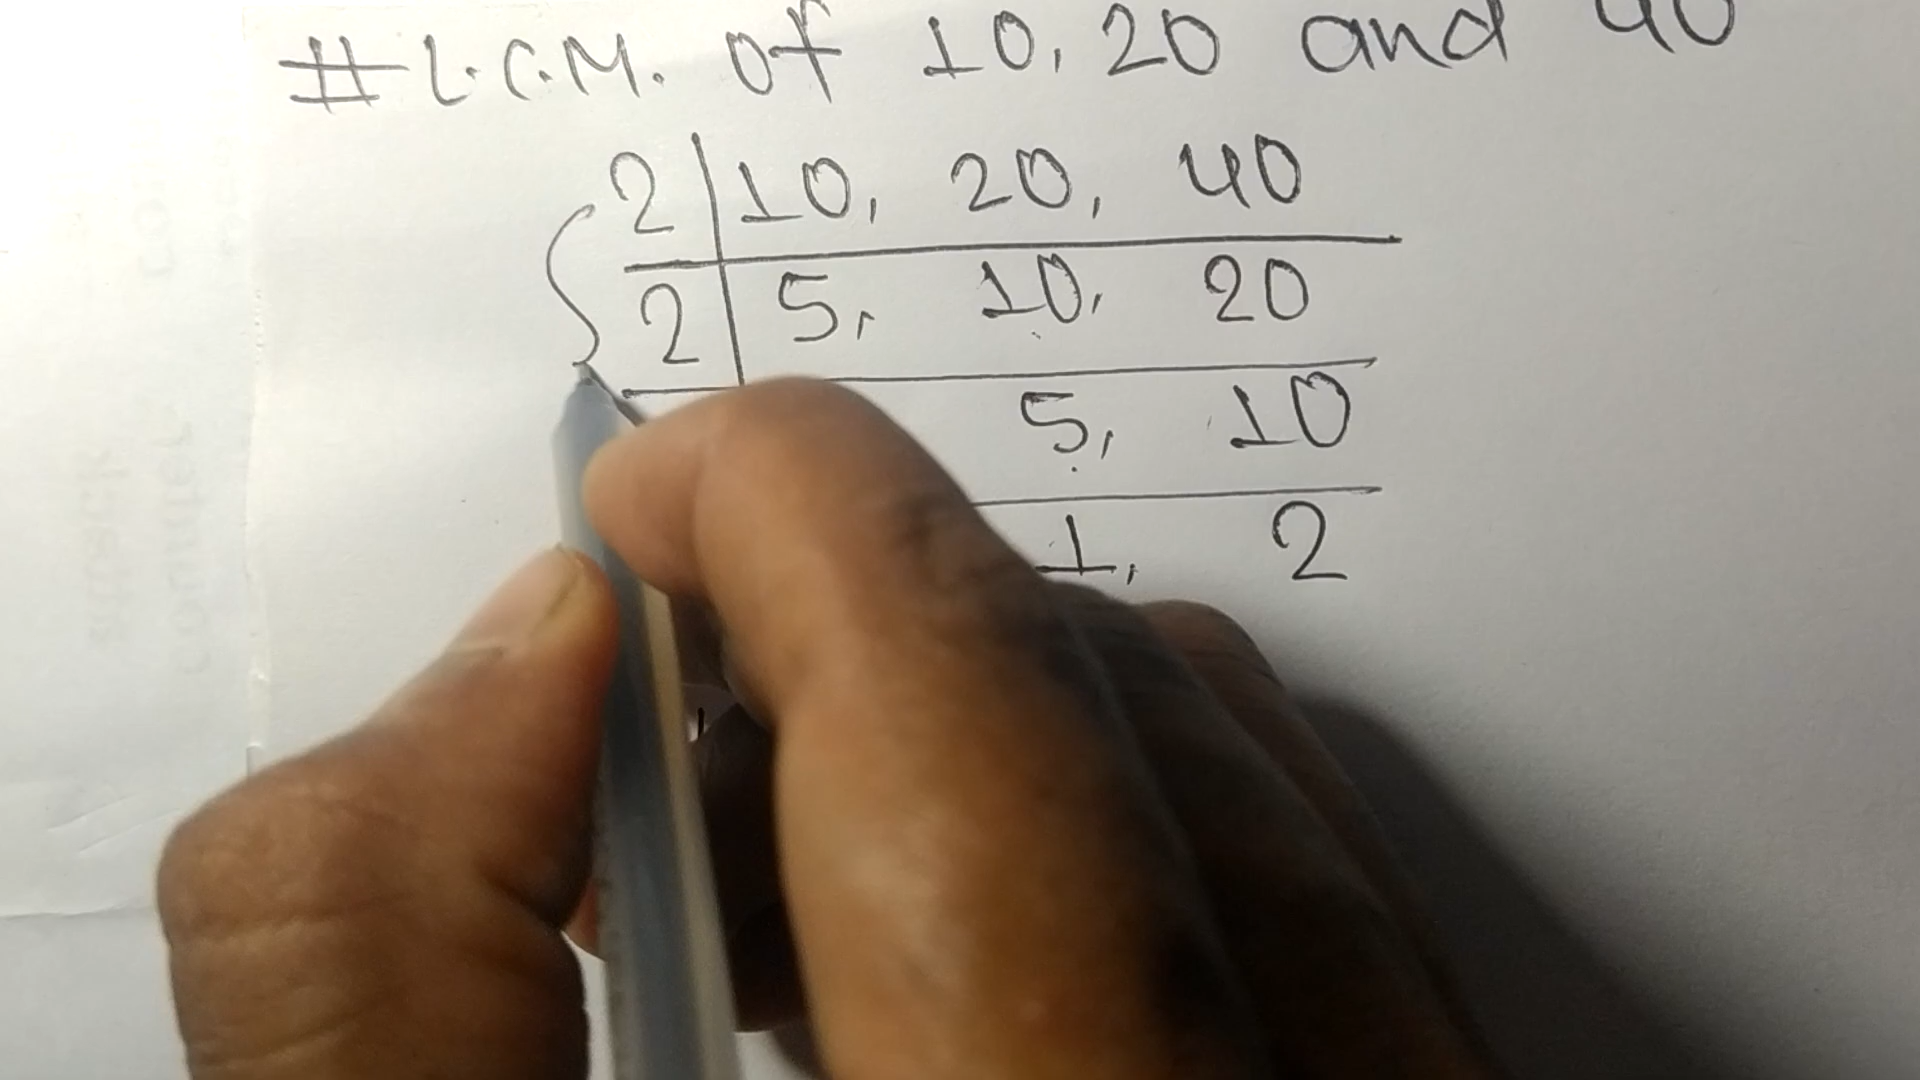 # L.C.M. of 10, 20 and 40
2 | 10, 20, 40
2 | 5, 10, 20
5, 10
1, 2